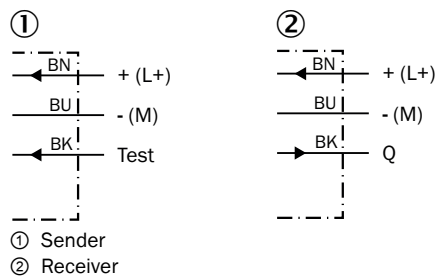 ① ②
BN + (L+) BN + (L+)
BU - (M) BU - (M)
BK Test BK Q
① Sender
② Receiver